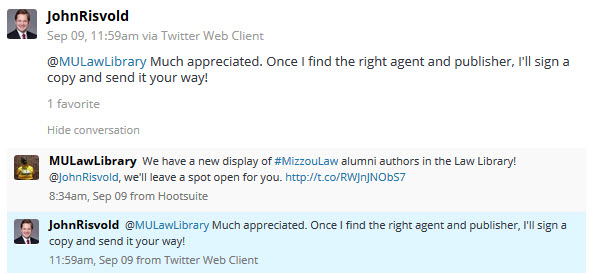 JohnRisvold
Sep 09, 11:59am via Twitter Web Client
@MULawLibrary Much appreciated. Once I find the right agent and publisher, I'll sign a
copy and send it your way!
1 favorite
Hide conversation
MULawLibrary We have a new display of #MizzouLaw alumni authors in the Law Library!
@JohnRisvold, we'll leave a spot open for you. http://t.co/RWJnJNObS7
8:34am, Sep 09 from Hootsuite
JohnRisvold @MULawLibrary Much appreciated. Once I find the right agent and publisher, I'll sign a
copy and send it your way!
11:59am, Sep 09 from Twitter Web Client